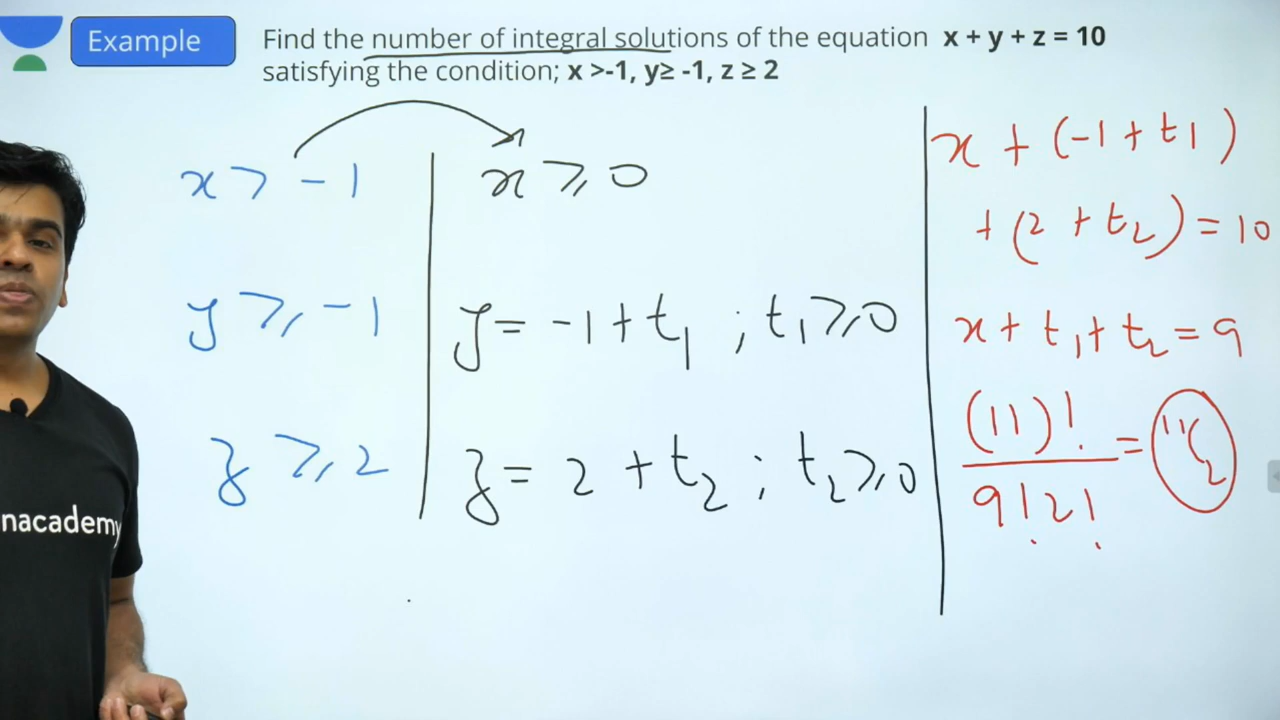 Example
Find the number of integral solutions of the equation x + y + z = 10
satisfying the condition; x >-1, y≥ -1, z ≥ 2
x > -1
x ≥ 0
y ≥ -1
y = -1 + t₁ ; t₁ ≥ 0
z ≥ 2
z = 2 + t₂ ; t₂ ≥ 0
x + (-1 + t1)
+ (2 + t₂) = 10
x + t₁ + t₂ = 9
(11)!
9!2!
= ¹¹C₂
nacademy